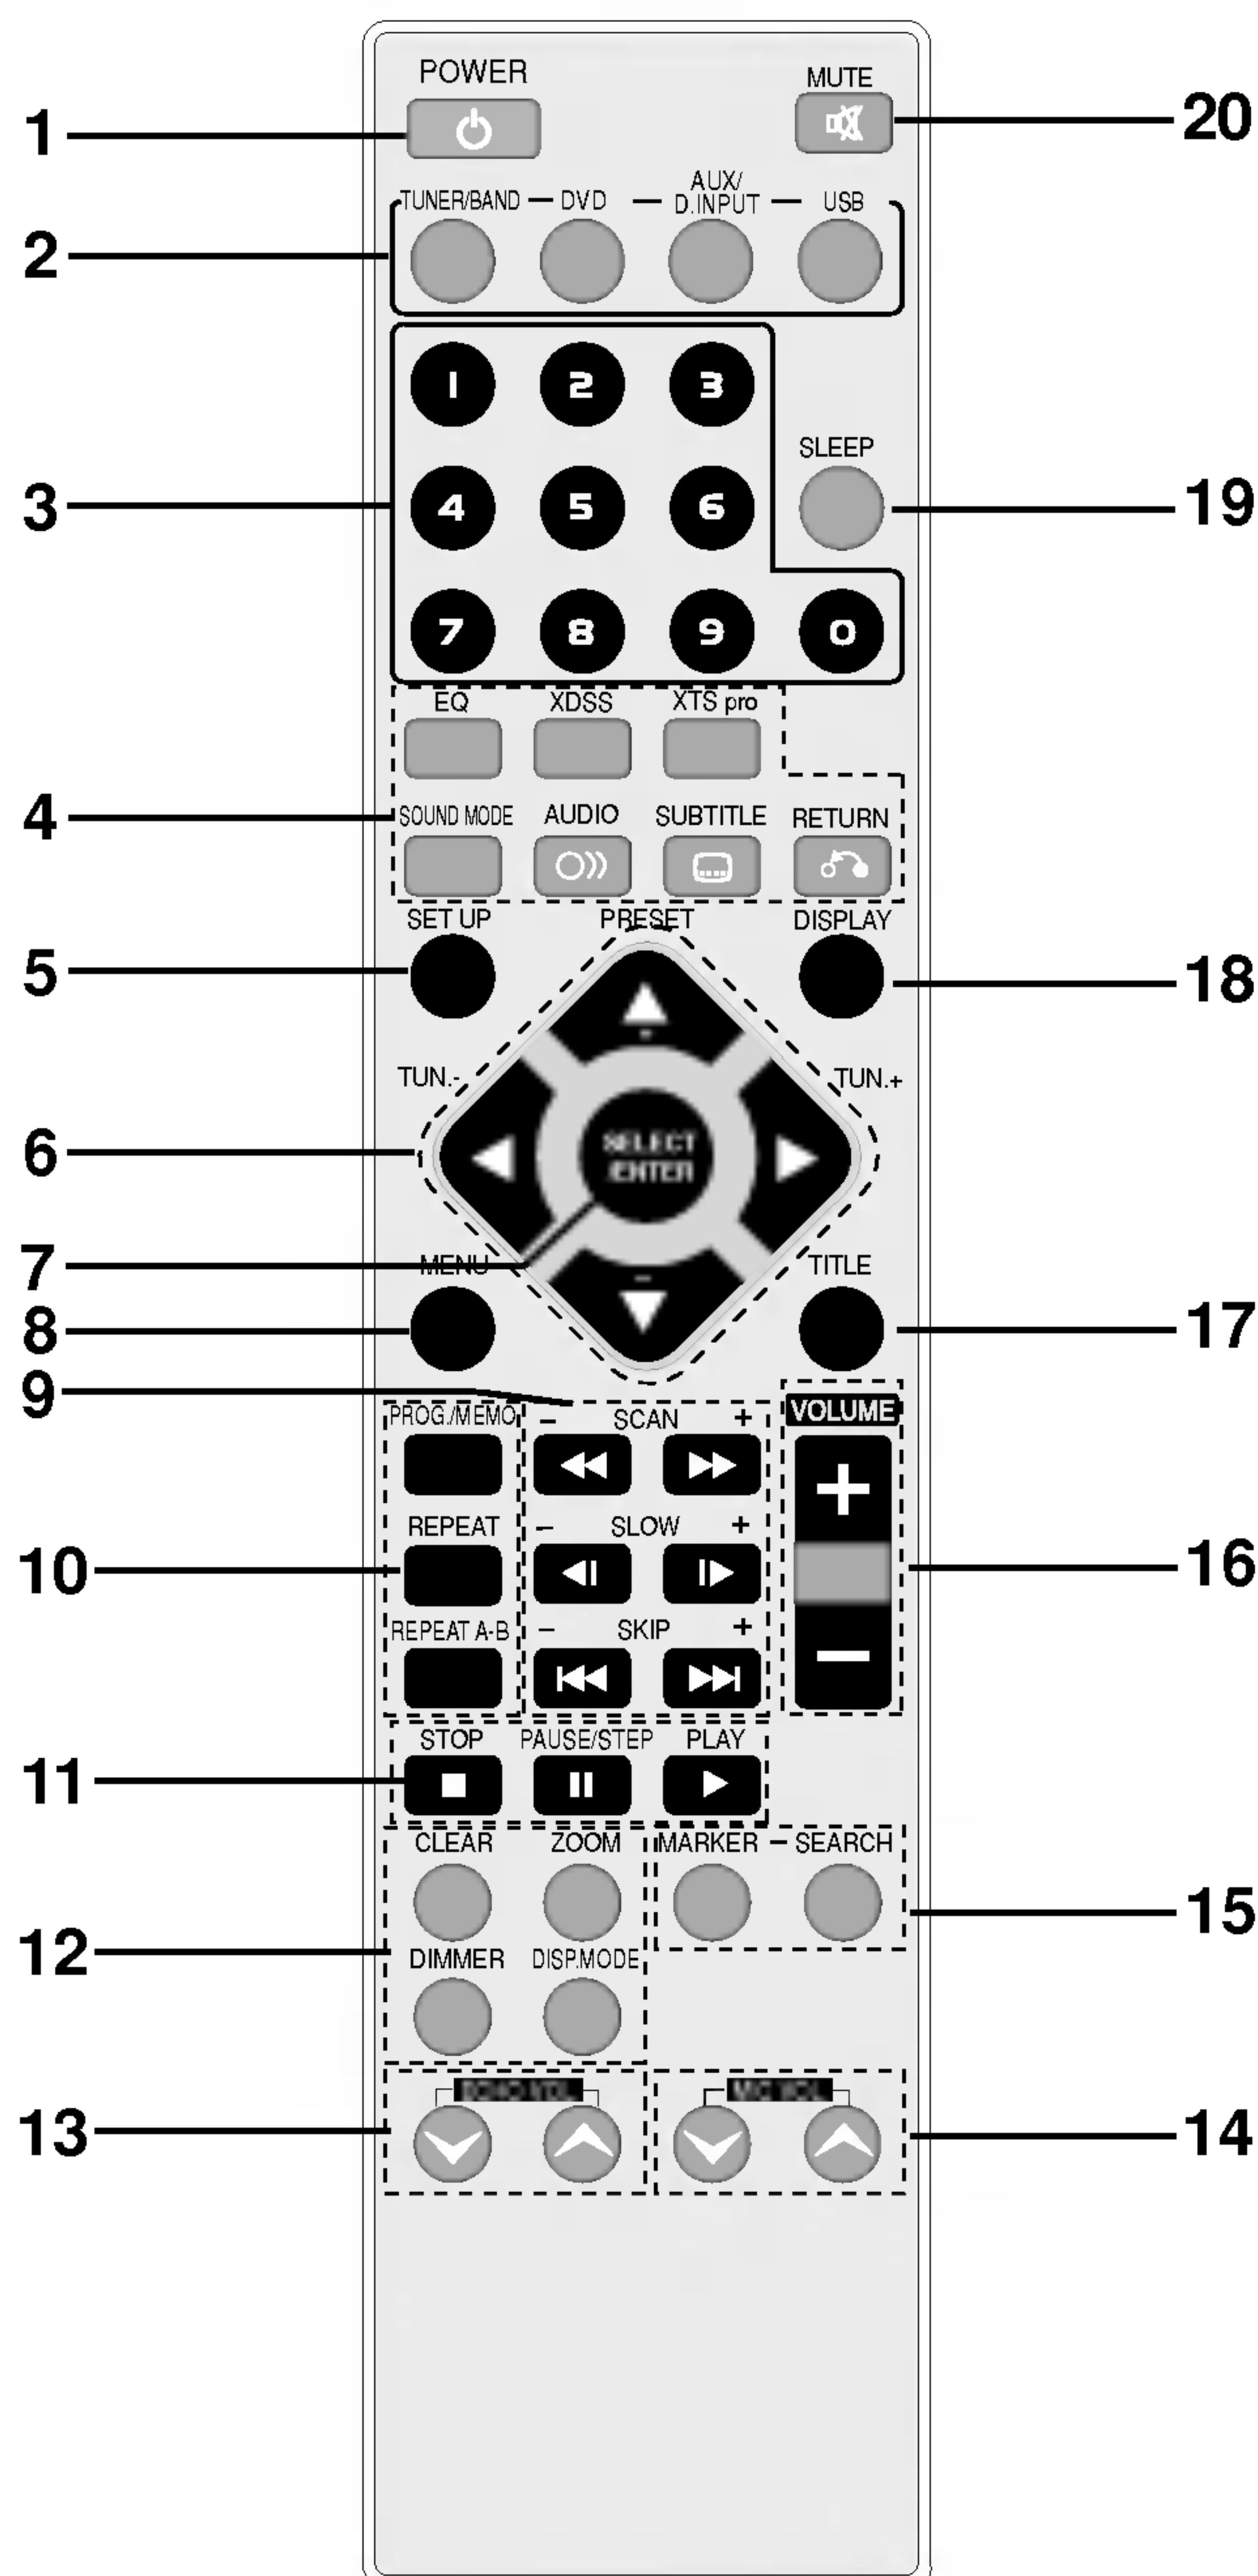 POWER MUTE
1 20
TUNER/BAND DVD AUX/ D.INPUT USB
2
1 2 3
SLEEP
3 4 5 6 19
7 8 9 0
EQ XDSS XTS pro
4 SOUND MODE AUDIO SUBTITLE RETURN
SET UP PRESET DISPLAY
5 18
TUN.- TUN.+
6 SELECT
/ENTER
7 MENU TITLE
8 17
9
PROG./MEMO - SCAN + VOLUME
+
REPEAT - SLOW +
10 16
REPEAT A-B - SKIP + -
STOP PAUSE/STEP PLAY
11
CLEAR ZOOM MARKER - SEARCH
15
12 DIMMER DISP.MODE
ECHO VOL MIC VOL
13 14